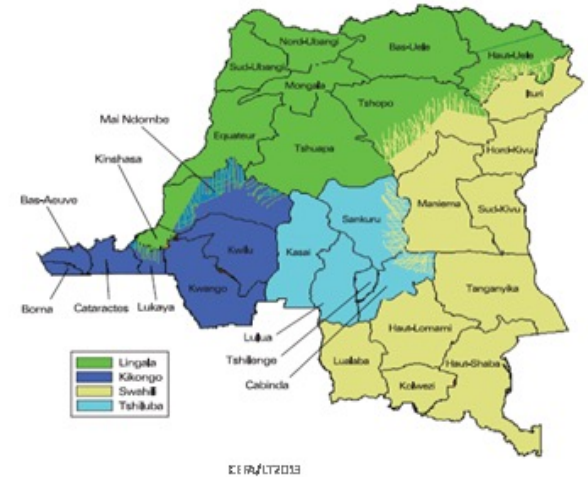 Nord-Ubangi
Bas-Uele
Haut-Uele
Sud-Ubangi
Mongala
Ituri
Tshopo
Mai Ndombe
Equateur
Tshuapa
Hord-Kivu
Kinshasa
Bas-Aeuve
Sankuru
Maniema
Sud-Kivu
Kwilu
Kasai
Kwango
Tanganyika
Boma
Cataractes
Lukaya
Lulua
Haut-Lomami
Tshilenge
Lualaba
Haut-Shaba
Cabinda
Kolwezi
Lingala
Kikongo
Swahili
Tshiluba